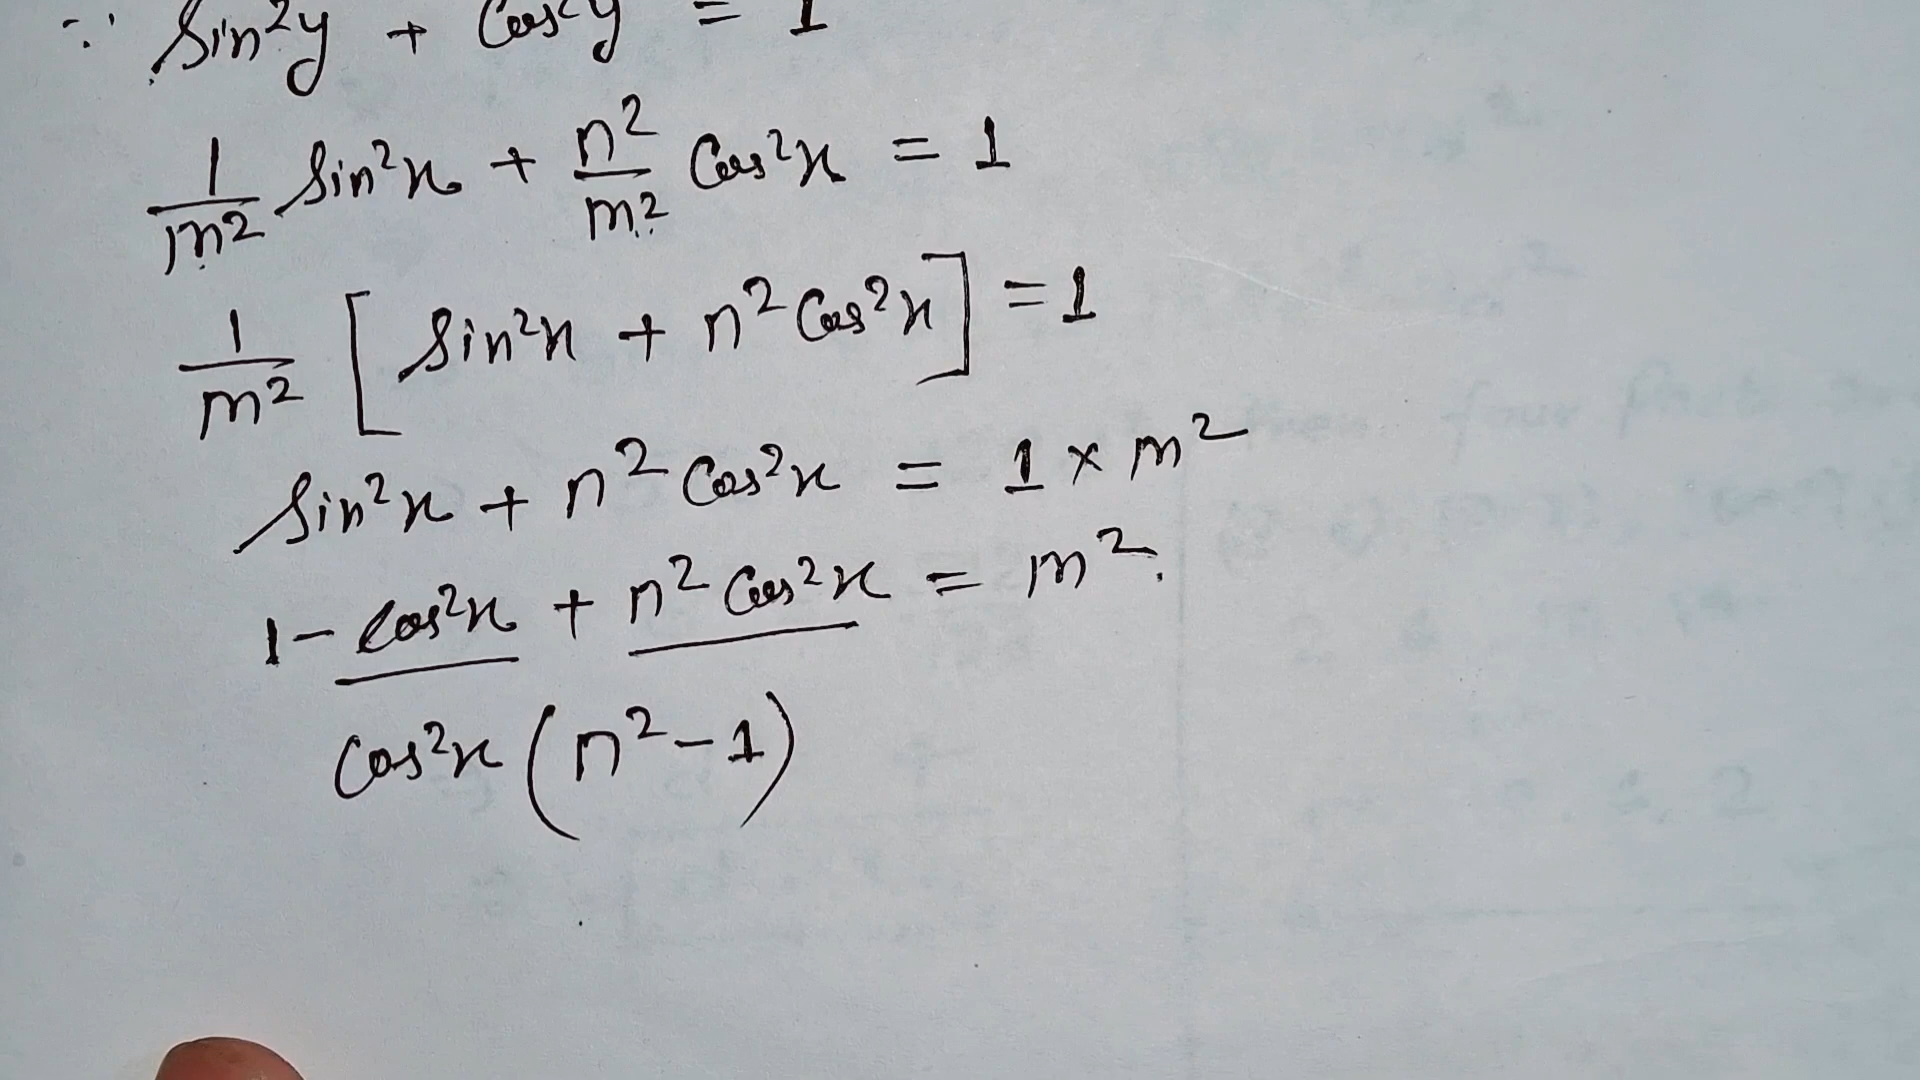 ∵ sin²y + cos²y = 1
1/m² sin²x + n²/m² cos²x = 1
1/m² [sin²x + n² cos²x] = 1
sin²x + n² cos²x = 1 × m²
1 - cos²x + n² cos²x = m².
cos²x (n² - 1)